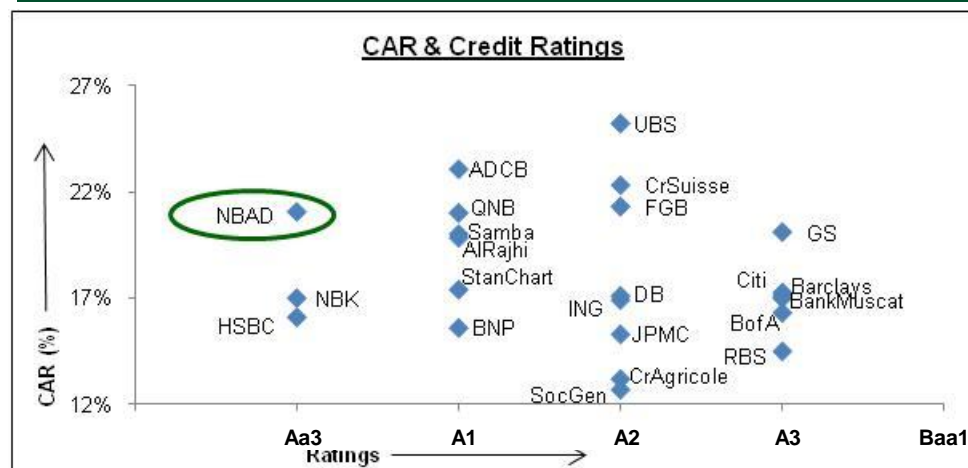 CAR & Credit Ratings
27%
UBS
ADCB
22%
CrSuisse
NBAD
QNB
FGB
Samba
GS
AlRajhi
StanChart
Citi
Barclays
17%
NBK
DB
BankMuscat
ING
HSBC
BNP
JPMC
BofA
RBS
CrAgricole
SocGen
12%
CAR (%)
Aa3 A1 A2 A3 Baa1
Ratings